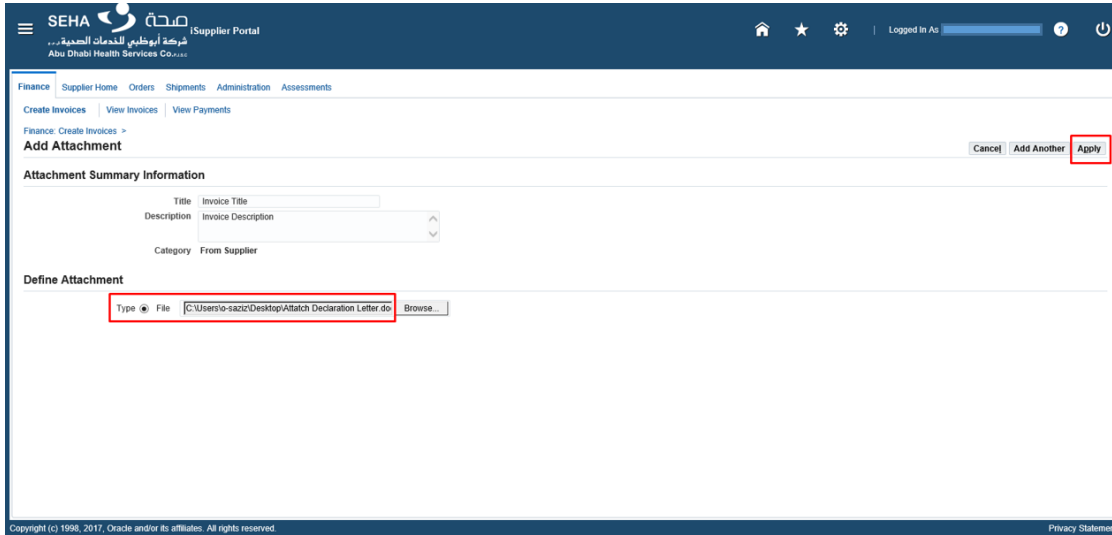 SEHA صحة iSupplier Portal
شركة أبوظبي للخدمات الصحية
Abu Dhabi Health Services Co.
Logged In As
?
Finance Supplier Home Orders Shipments Administration Assessments
Create Invoices View Invoices View Payments
Finance: Create Invoices >
Add Attachment
Cancel Add Another Apply
Attachment Summary Information
Title Invoice Title
Description Invoice Description
Category From Supplier
Define Attachment
Type File C:\Users\o-saziz\Desktop\Attatch Declaration Letter.do Browse...
Copyright (c) 1998, 2017, Oracle and/or its affiliates. All rights reserved. Privacy Stateme